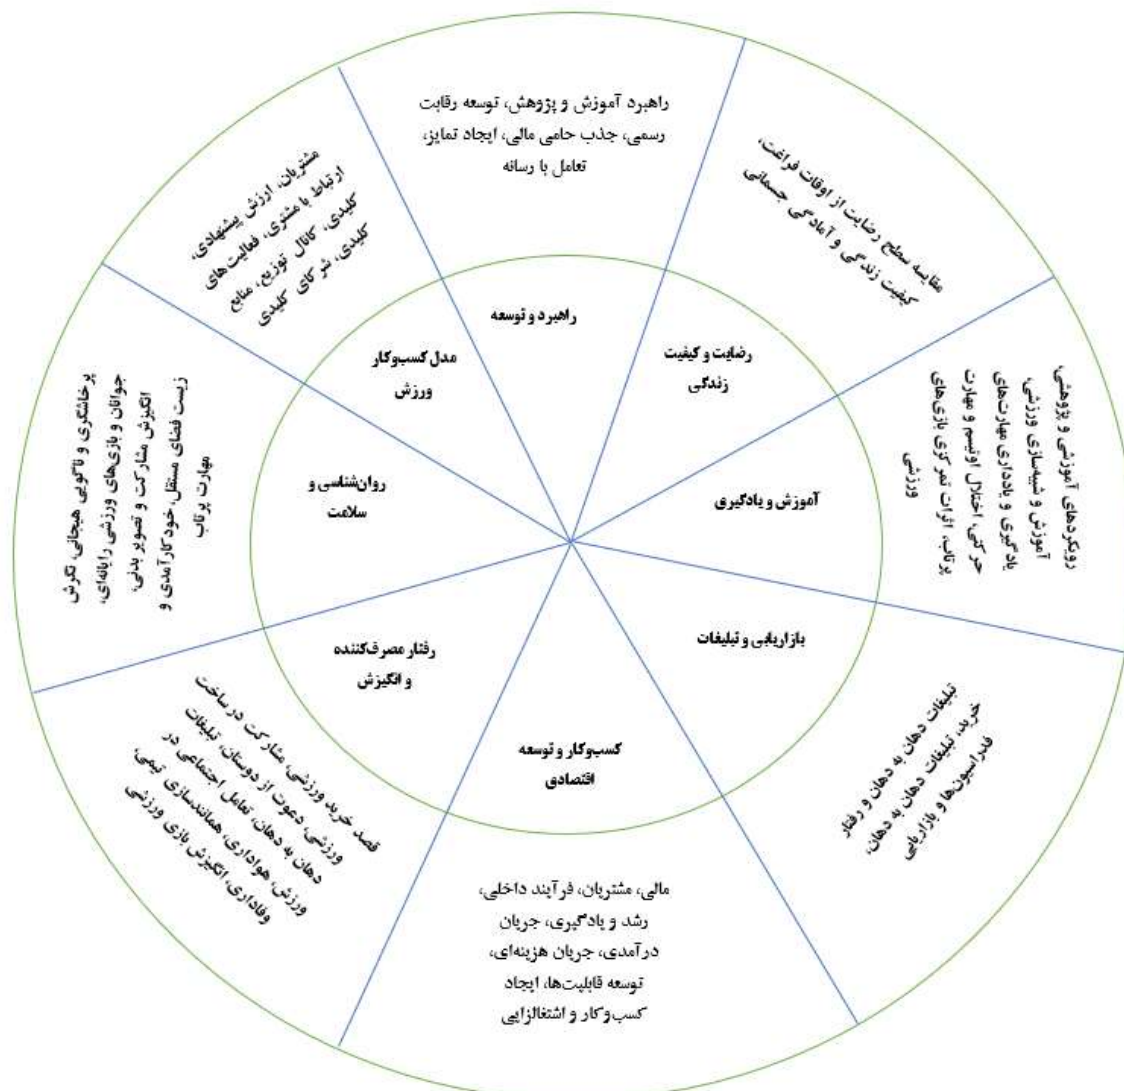 راهبرد آموزش و پژوهش، توسعه رقابت
رسمی، جذب حامی مالی، ایجاد تمایز،
تعامل با رسانه
راهبرد و توسعه
مقایسه سطح رضایت از اوقات فراغت،
کیفیت زندگی و آمادگی جسمانی
رضایت و کیفیت
زندگی
رویکردهای آموزشی و پژوهشی،
آموزش و شبیه‌سازی ورزشی،
یادگیری و یادداری مهارت‌های
حرکتی، اختلال اوتیسم و مهارت
پرتاب، اثرات تمرکزی بازی‌های
ورزشی
آموزش و یادگیری
تبلیغات دهان به دهان و رفتار
خرید، تبلیغات دهان به دهان،
فدراسیون‌ها و بازاریابی
بازاریابی و تبلیغات
کسب‌وکار و توسعه
اقتصادی
مالی، مشتریان، فرآیند داخلی،
رشد و یادگیری، جریان
درآمدی، جریان هزینه‌ای،
توسعه قابلیت‌ها، ایجاد
کسب‌وکار و اشتغالزایی
رفتار مصرف‌کننده
و انگیزش
قصد خرید ورزشی، مشارکت در ساخت
ورزشی، دعوت از دوستان، تبلیغات
دهان به دهان، تعامل اجتماعی در
ورزش، هواداری، همانندسازی تیمی،
وفاداری، انگیزش بازی ورزشی
روان‌شناسی و
سلامت
پرخاشگری و ناگویی هیجانی، نگرش
جوانان و بازی‌های ورزشی رایانه‌ای،
انگیزش مشارکت و تصویر بدنی،
زیست فضای مستقل، خودکارآمدی و
مهارت پرتاب
مدل کسب‌وکار
ورزش
مشتریان، ارزش پیشنهادی،
ارتباط با مشتری، فعالیت‌های
کلیدی، کانال توزیع، منابع
کلیدی، شرکای کلیدی